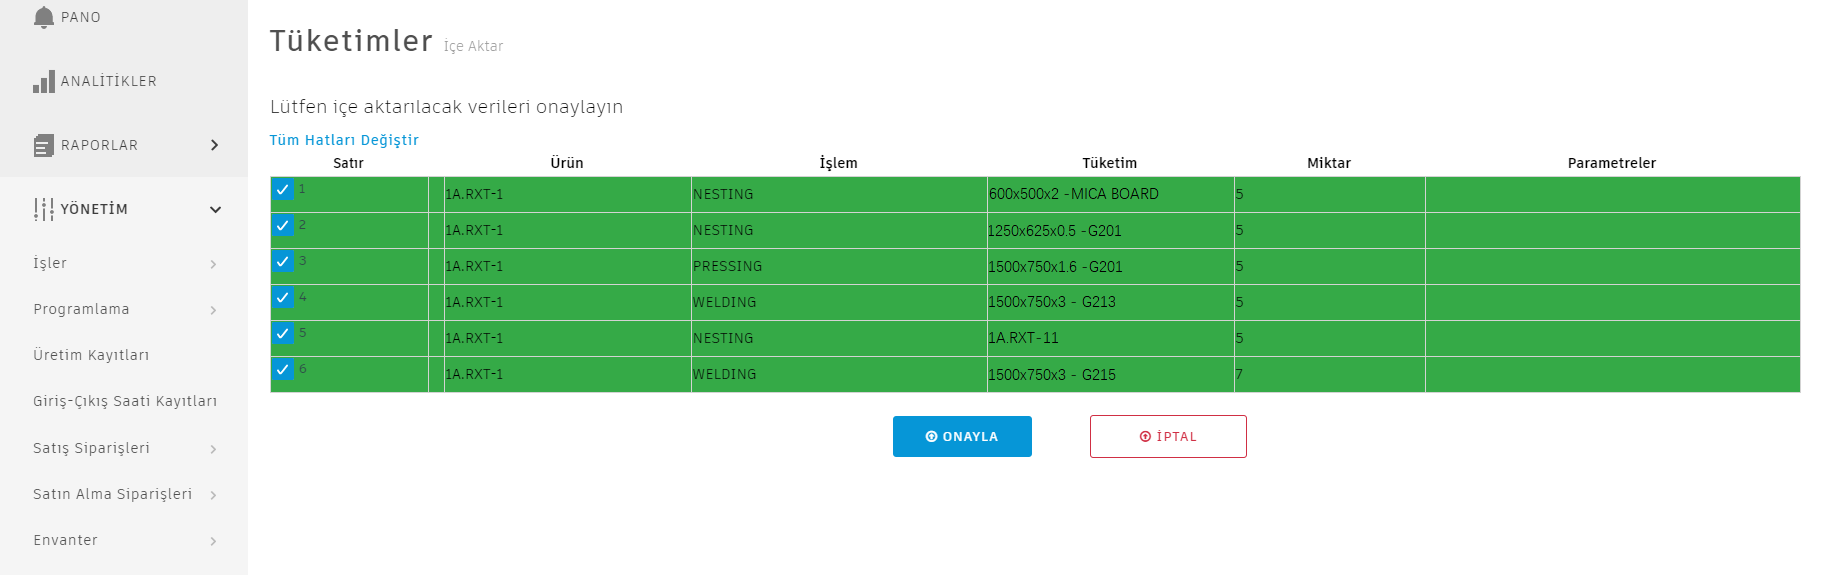 PANO
ANALİTİKLER
RAPORLAR
YÖNETİM
İşler
Programlama
Üretim Kayıtları
Giriş-Çıkış Saati Kayıtları
Satış Siparişleri
Satın Alma Siparişleri
Envanter
Tüketimler İçe Aktar
Lütfen içe aktarılacak verileri onaylayın
Tüm Hatları Değiştir
Satır Ürün İşlem Tüketim Miktar Parametreler
1 1A.RXT-1 NESTING 600x500x2 -MICA BOARD 5
2 1A.RXT-1 NESTING 1250x625x0.5 -G201 5
3 1A.RXT-1 PRESSING 1500x750x1.6 -G201 5
4 1A.RXT-1 WELDING 1500x750x3 - G213 5
5 1A.RXT-1 NESTING 1A.RXT-11 5
6 1A.RXT-1 WELDING 1500x750x3 - G215 7
ONAYLA İPTAL